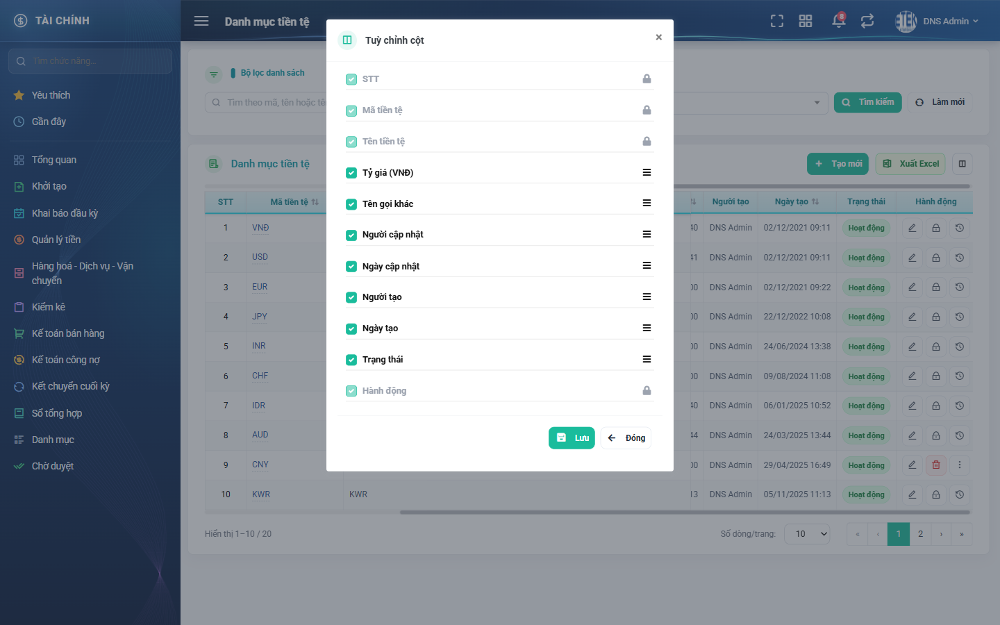 TÀI CHÍNH
Danh mục tiền tệ
8
DNS Admin
Tìm chức năng...
Yêu thích
Gần đây
Tổng quan
Khởi tạo
Khai báo đầu kỳ
Quản lý tiền
Hàng hoá - Dịch vụ - Vận
chuyển
Kiểm kê
Kế toán bán hàng
Kế toán công nợ
Kết chuyển cuối kỳ
Sổ tổng hợp
Danh mục
Chờ duyệt
Bộ lọc danh sách
Tìm theo mã, tên hoặc tê
Tìm kiếm
Làm mới
Danh mục tiền tệ
Tạo mới
Xuất Excel
STT Mã tiền tệ Người tạo Ngày tạo Trạng thái Hành động
1 VNĐ 40 DNS Admin 02/12/2021 09:11 Hoạt động
2 USD 41 DNS Admin 02/12/2021 09:11 Hoạt động
3 EUR 00 DNS Admin 02/12/2021 09:22 Hoạt động
4 JPY 00 DNS Admin 22/12/2022 10:08 Hoạt động
5 INR 00 DNS Admin 24/06/2024 13:38 Hoạt động
6 CHF 00 DNS Admin 09/08/2024 11:08 Hoạt động
7 IDR 40 DNS Admin 06/01/2025 10:52 Hoạt động
8 AUD 44 DNS Admin 24/03/2025 13:44 Hoạt động
9 CNY 00 DNS Admin 29/04/2025 16:49 Hoạt động
10 KWR KWR 13 DNS Admin 05/11/2025 11:13 Hoạt động
Hiển thị 1–10 / 20
Số dòng/trang: 10
« ‹ 1 2 › »
Tuỳ chỉnh cột
×
STT
Mã tiền tệ
Tên tiền tệ
Tỷ giá (VNĐ)
Tên gọi khác
Người cập nhật
Ngày cập nhật
Người tạo
Ngày tạo
Trạng thái
Hành động
Lưu
Đóng